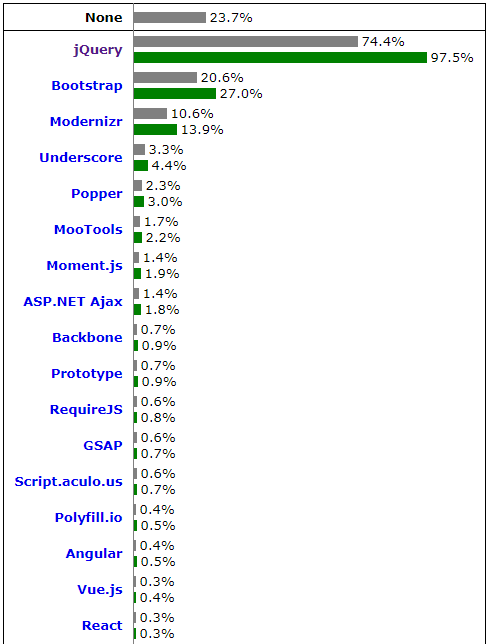 None 23.7%
jQuery 74.4%
97.5%
Bootstrap 20.6%
27.0%
Modernizr 10.6%
13.9%
Underscore 3.3%
4.4%
Popper 2.3%
3.0%
MooTools 1.7%
2.2%
Moment.js 1.4%
1.9%
ASP.NET Ajax 1.4%
1.8%
Backbone 0.7%
0.9%
Prototype 0.7%
0.9%
RequireJS 0.6%
0.8%
GSAP 0.6%
0.7%
Script.aculo.us 0.6%
0.7%
Polyfill.io 0.4%
0.5%
Angular 0.4%
0.5%
Vue.js 0.3%
0.4%
React 0.3%
0.3%